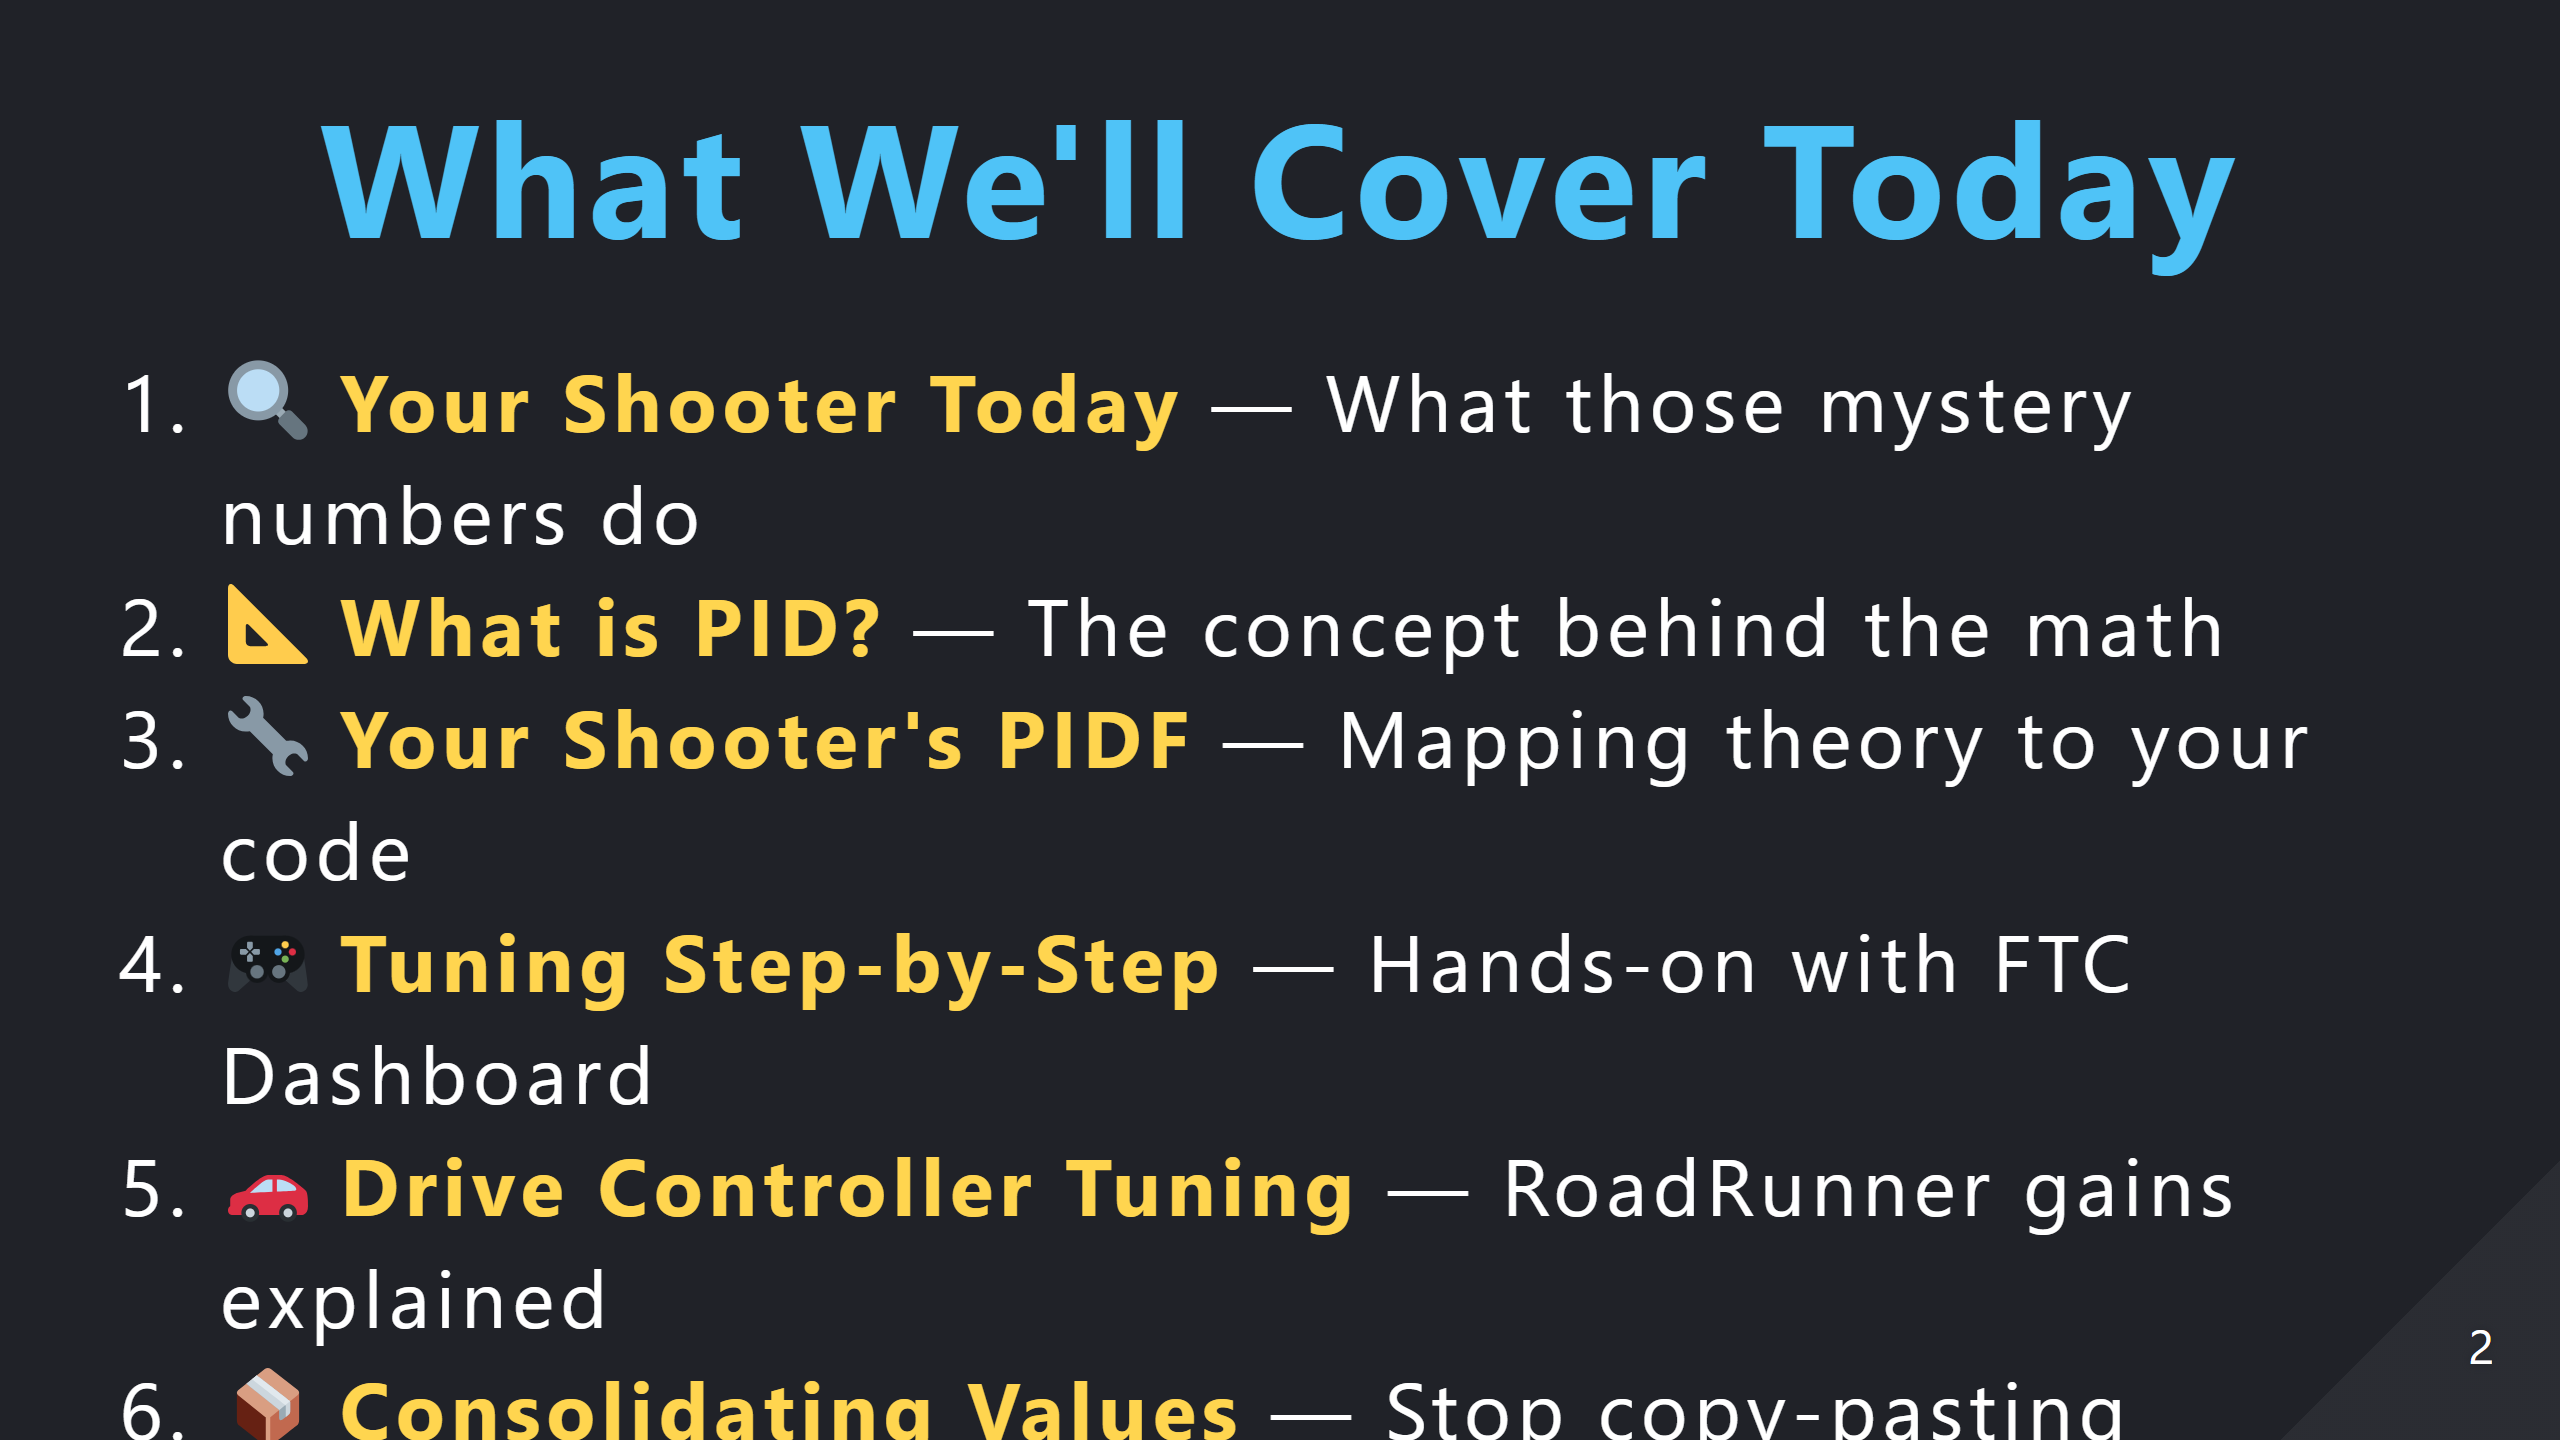 What We'll Cover Today
1. 🔍 Your Shooter Today — What those mystery
numbers do
2. 📐 What is PID? — The concept behind the math
3. 🔧 Your Shooter's PIDF — Mapping theory to your
code
4. 🎮 Tuning Step-by-Step — Hands-on with FTC
Dashboard
5. 🚗 Drive Controller Tuning — RoadRunner gains
explained
6. 📦 Consolidating Values — Stop copy-pasting
2